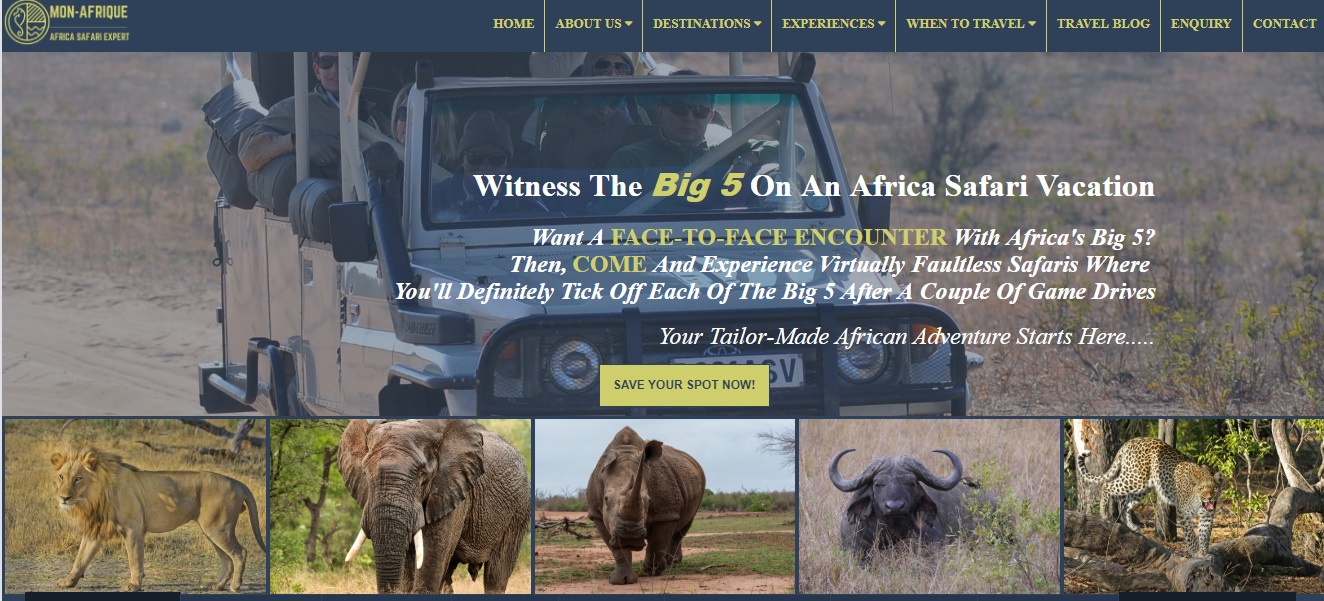 MON-AFRIQUE
AFRICA SAFARI EXPERT
HOME
ABOUT US
DESTINATIONS
EXPERIENCES
WHEN TO TRAVEL
TRAVEL BLOG
ENQUIRY
CONTACT
Witness The Big 5 On An Africa Safari Vacation
Want A FACE-TO-FACE ENCOUNTER With Africa's Big 5?
Then, COME And Experience Virtually Faultless Safaris Where
You'll Definitely Tick Off Each Of The Big 5 After A Couple Of Game Drives
Your Tailor-Made African Adventure Starts Here.....
SAVE YOUR SPOT NOW!